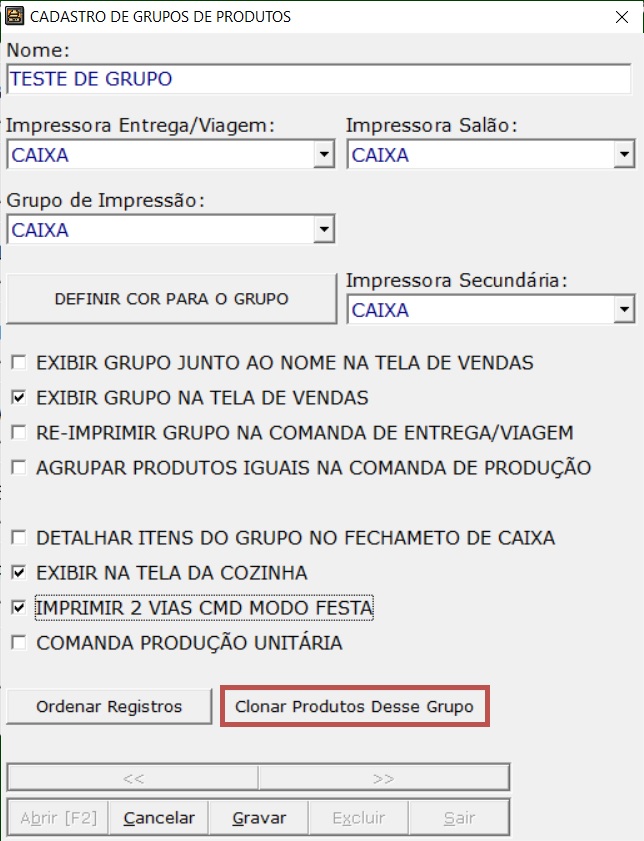 CADASTRO DE GRUPOS DE PRODUTOS
Nome:
TESTE DE GRUPO
Impressora Entrega/Viagem: Impressora Salão:
CAIXA CAIXA
Grupo de Impressão:
CAIXA
Impressora Secundária:
DEFINIR COR PARA O GRUPO CAIXA
EXIBIR GRUPO JUNTO AO NOME NA TELA DE VENDAS
EXIBIR GRUPO NA TELA DE VENDAS
RE-IMPRIMIR GRUPO NA COMANDA DE ENTREGA/VIAGEM
AGRUPAR PRODUTOS IGUAIS NA COMANDA DE PRODUÇÃO
DETALHAR ITENS DO GRUPO NO FECHAMETO DE CAIXA
EXIBIR NA TELA DA COZINHA
IMPRIMIR 2 VIAS CMD MODO FESTA
COMANDA PRODUÇÃO UNITÁRIA
Ordenar Registros Clonar Produtos Desse Grupo
<< >>
Abrir [F2] Cancelar Gravar Excluir Sair